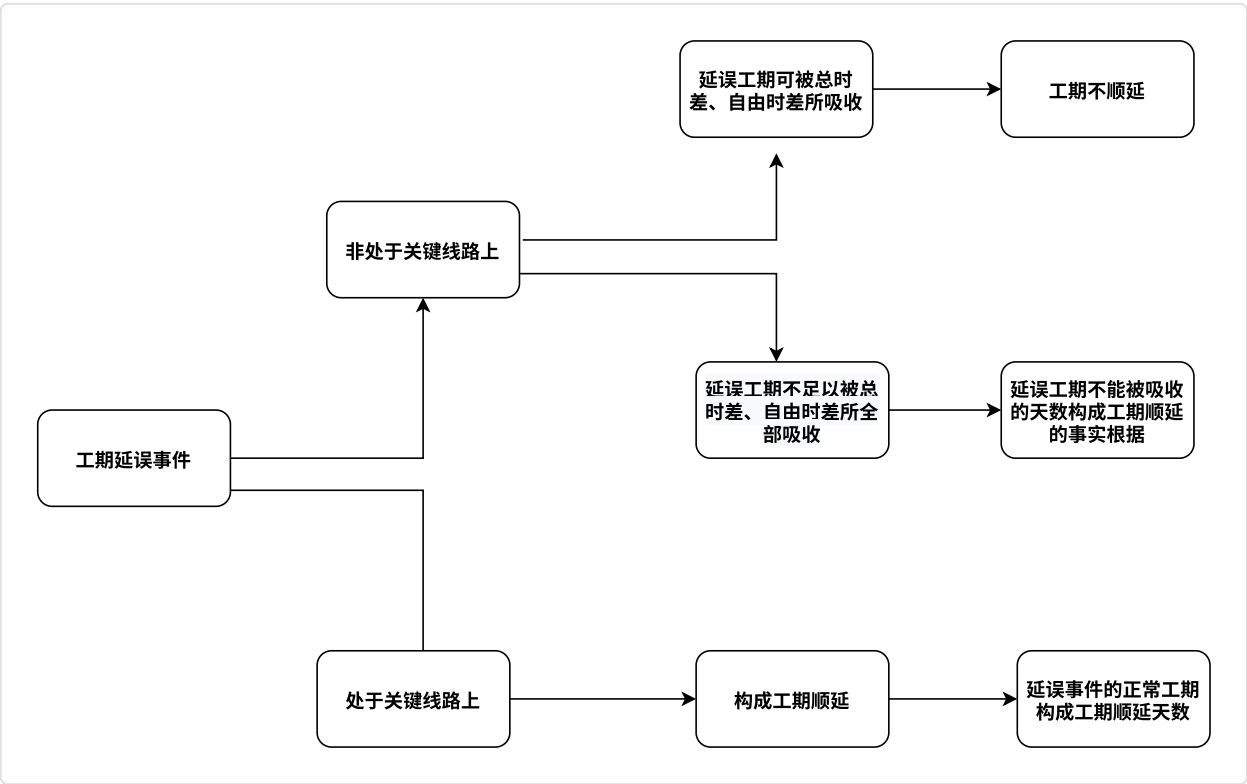 延误工期可被总时
差、自由时差所吸收
工期不顺延
非处于关键线路上
延误工期不足以被总
时差、自由时差所全
部吸收
延误工期不能被吸收
的天数构成工期顺延
的事实根据
工期延误事件
处于关键线路上
构成工期顺延
延误事件的正常工期
构成工期顺延天数